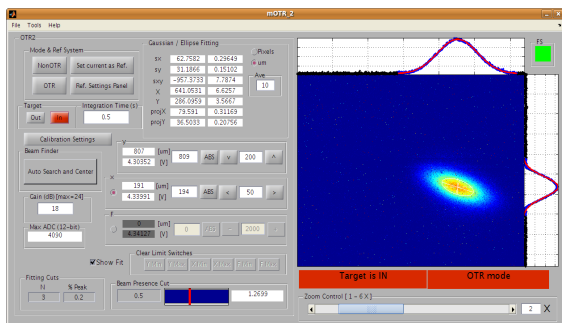 mOTR_2
File Tools Help
OTR2
Mode & Ref System
NonOTR Set current as Ref.
OTR Ref. Settings Panel
Target
Out In
Integration Time (s)
0.5
Gaussian / Ellipse Fitting
sx 62.7582 0.29649
sy 31.1866 0.15102
sxy -957.3733 7.7874
X 641.0531 6.6257
Y 286.0959 3.5667
projX 79.591 0.31169
projY 36.5033 0.20756
Pixels
um
Ave
10
FS
Calibration Settings
Beam Finder
Auto Search and Center
Gain (dB) [max=24]
18
Max ADC (12-bit)
4090
807 [um] 809 ABS v 200 ^
4.30352 [V]
x
191 [um] 194 ABS < 50 >
4.33991 [V]
f
0 [um] 0 ABS 2000
4.34127 [V]
Show Fit
Clear Limit Switches
Fitting Cuts
N % Peak
3 0.2
Beam Presence Cut
0.5 1.2699
Target is IN OTR mode
Zoom Control [ 1 - 6 X ]
2 X